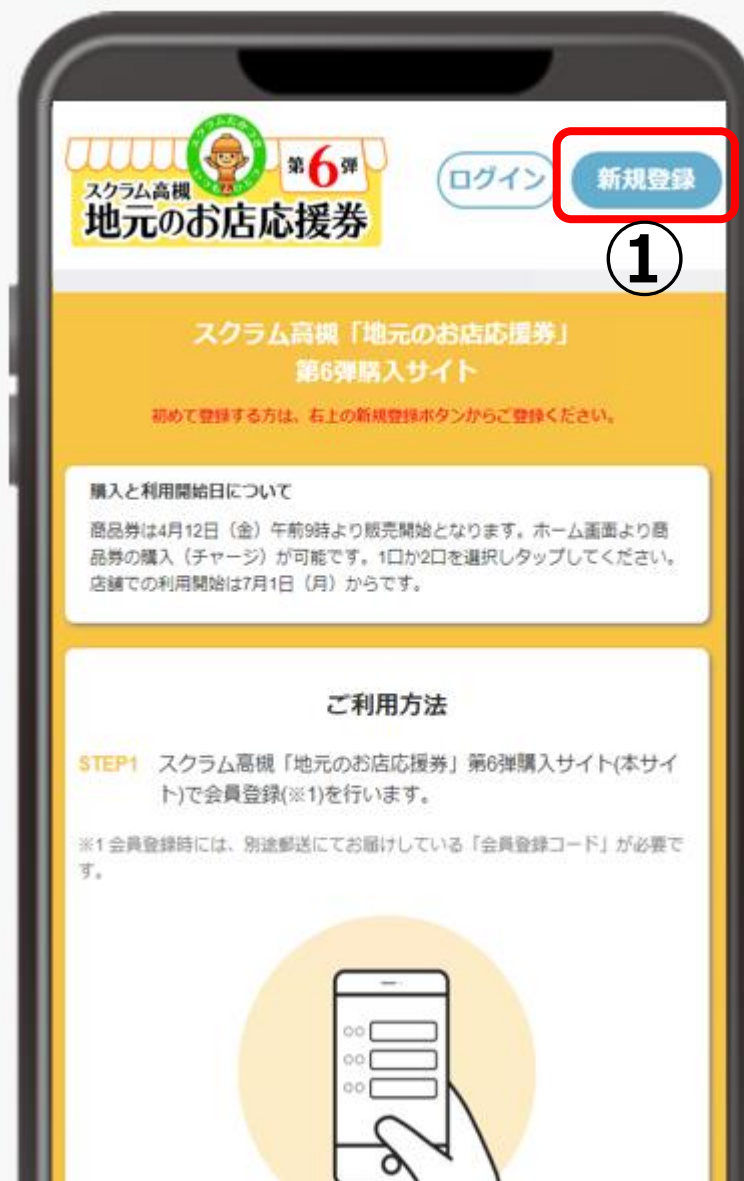 スクラムたかつき
いつも心ひとつ
第6弾
スクラム高槻
地元のお店応援券
ログイン
新規登録
①
スクラム高槻「地元のお店応援券」
第6弾購入サイト
初めて登録する方は、右上の新規登録ボタンからご登録ください。
購入と利用開始日について
商品券は4月12日（金）午前9時より販売開始となります。ホーム画面より商
品券の購入（チャージ）が可能です。1口か2口を選択しタップしてください。
店舗での利用開始は7月1日（月）からです。
ご利用方法
STEP1 スクラム高槻「地元のお店応援券」第6弾購入サイト(本サイ
ト)で会員登録(※1)を行います。
※1 会員登録時には、別途郵送にてお届けしている「会員登録コード」が必要で
す。